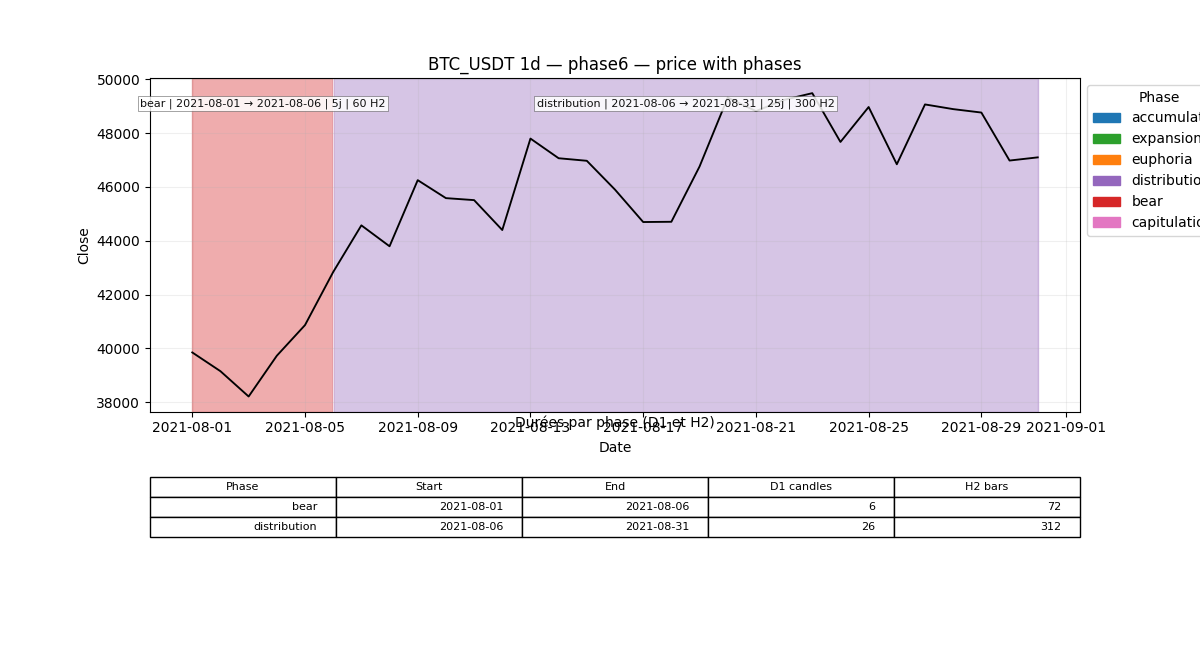 BTC_USDT 1d — phase6 — price with phases
50000
48000
46000
44000
42000
40000
38000
Close
bear | 2021-08-01 → 2021-08-06 | 5j | 60 H2
distribution | 2021-08-06 → 2021-08-31 | 25j | 300 H2
Phase
accumulat
expansion
euphoria
distributio
bear
capitulatio
Durées par phase (D1 et H2)
2021-08-01 2021-08-05 2021-08-09 2021-08-13 2021-08-17 2021-08-21 2021-08-25 2021-08-29 2021-09-01
Date
Phase Start End D1 candles H2 bars
bear 2021-08-01 2021-08-06 6 72
distribution 2021-08-06 2021-08-31 26 312